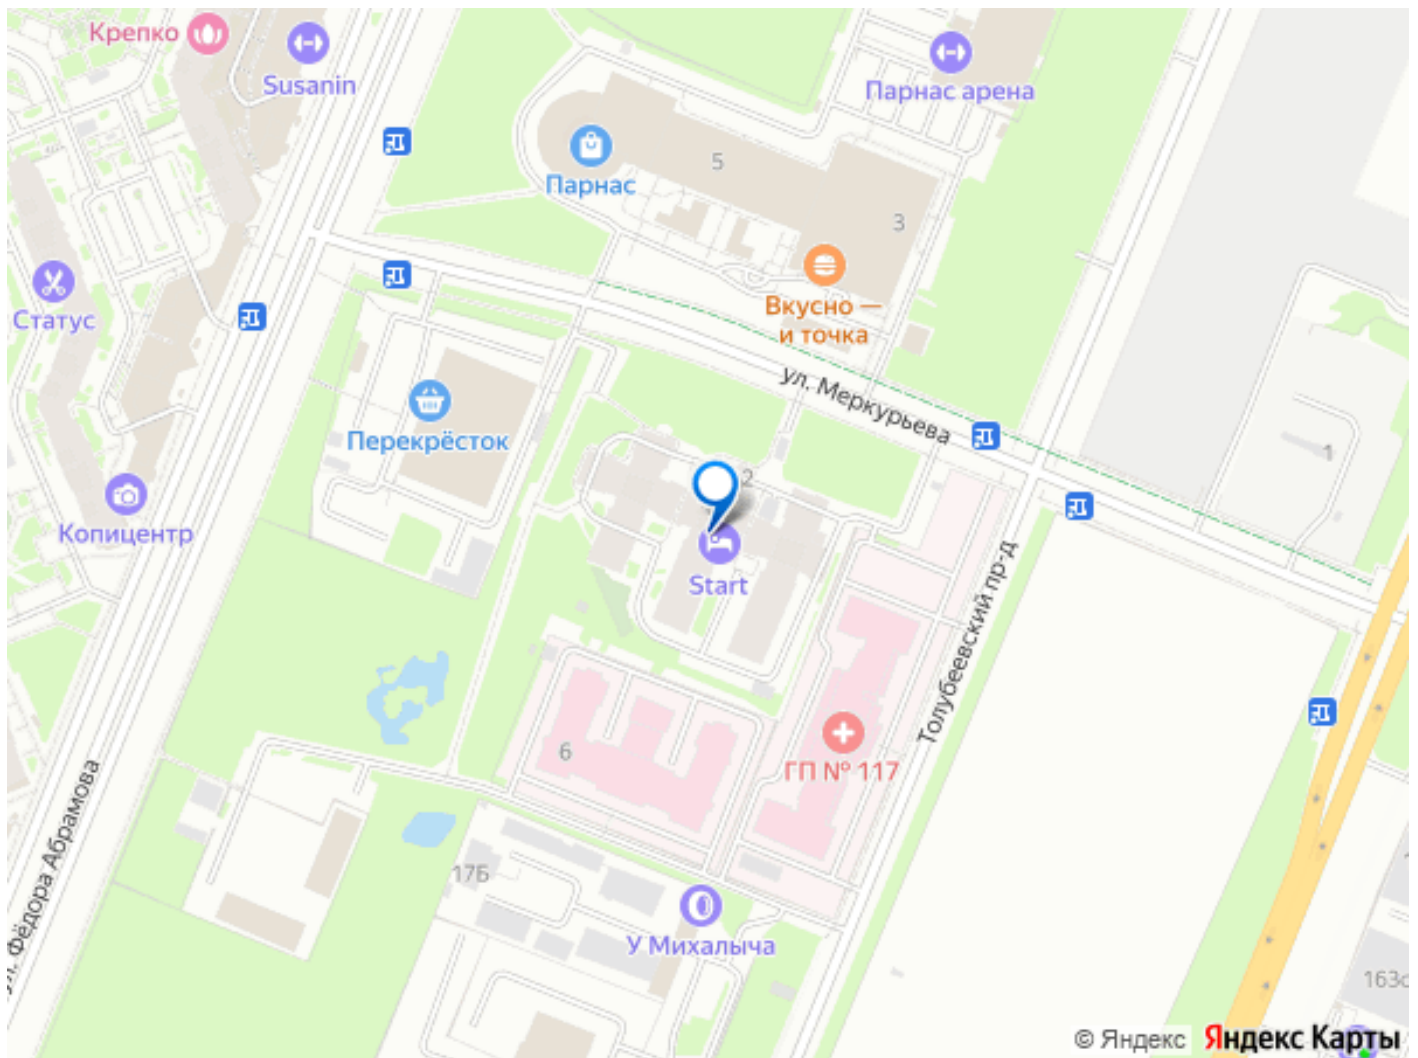 Крепко
Susanin
Парнас арена
Парнас
5
3
Статус
Вкусно —
и точка
ул. Меркурьева
Перекрёсток
1
2
Копицентр
Start
Толубеевский пр-д
6
ГП № 117
ул. Фёдора Абрамова
17Б
У Михалыча
163
© Яндекс Яндекс Карты